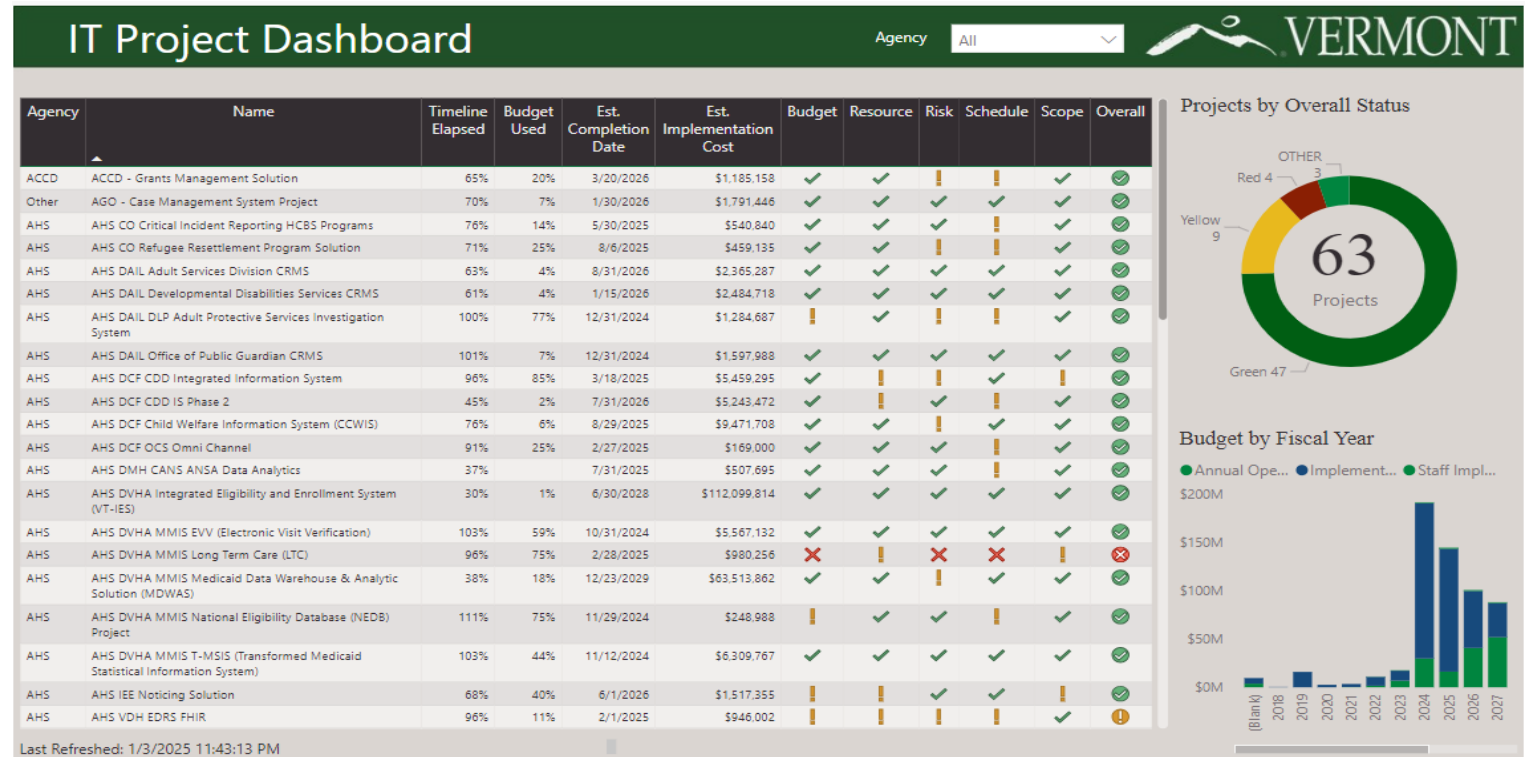 IT Project Dashboard
Agency
All
VERMONT
Agency Name Timeline Elapsed Budget Used Est. Completion Date Est. Implementation Cost Budget Resource Risk Schedule Scope Overall
ACCD ACCD - Grants Management Solution 65% 20% 3/20/2026 $1,185,158
Other AGO - Case Management System Project 70% 7% 1/30/2026 $1,791,446
AHS AHS CO Critical Incident Reporting HCBS Programs 76% 14% 5/30/2025 $540,840
AHS AHS CO Refugee Resettlement Program Solution 71% 25% 8/6/2025 $459,135
AHS AHS DAIL Adult Services Division CRMS 63% 4% 8/31/2026 $2,365,287
AHS AHS DAIL Developmental Disabilities Services CRMS 61% 4% 1/15/2026 $2,484,718
AHS AHS DAIL DLP Adult Protective Services Investigation 100% 77% 12/31/2024 $1,284,687
System
AHS AHS DAIL Office of Public Guardian CRMS 101% 7% 12/31/2024 $1,597,988
AHS AHS DCF CDD Integrated Information System 96% 85% 3/18/2025 $5,459,295
AHS AHS DCF CDD IS Phase 2 45% 2% 7/31/2026 $5,243,472
AHS AHS DCF Child Welfare Information System (CCWIS) 76% 6% 8/29/2025 $9,471,708
AHS AHS DCF OCS Omni Channel 91% 25% 2/27/2025 $169,000
AHS AHS DMH CANS ANSA Data Analytics 37% 7/31/2025 $507,695
AHS AHS DVHA Integrated Eligibility and Enrollment System 30% 1% 6/30/2028 $112,099,814
(VT-IES)
AHS AHS DVHA MMIS EVV (Electronic Visit Verification) 103% 59% 10/31/2024 $5,567,132
AHS AHS DVHA MMIS Long Term Care (LTC) 96% 75% 2/28/2025 $980,256
AHS AHS DVHA MMIS Medicaid Data Warehouse & Analytic 38% 18% 12/23/2029 $63,513,862
Solution (MDWAS)
AHS AHS DVHA MMIS National Eligibility Database (NEDB) 111% 75% 11/29/2024 $248,988
Project
AHS AHS DVHA MMIS T-MSIS (Transformed Medicaid 103% 44% 11/12/2024 $6,309,767
Statistical Information System)
AHS AHS IEE Noticing Solution 68% 40% 6/1/2026 $1,517,355
AHS AHS VDH EDRS FHIR 96% 11% 2/1/2025 $946,002
Last Refreshed: 1/3/2025 11:43:13 PM
Projects by Overall Status
OTHER
3
Red 4
Yellow
9
63
Projects
Green 47
Budget by Fiscal Year
Annual Ope... Implement... Staff Impl...
$200M
$150M
$100M
$50M
$0M
(Blank) 2018 2019 2020 2021 2022 2023 2024 2025 2026 2027